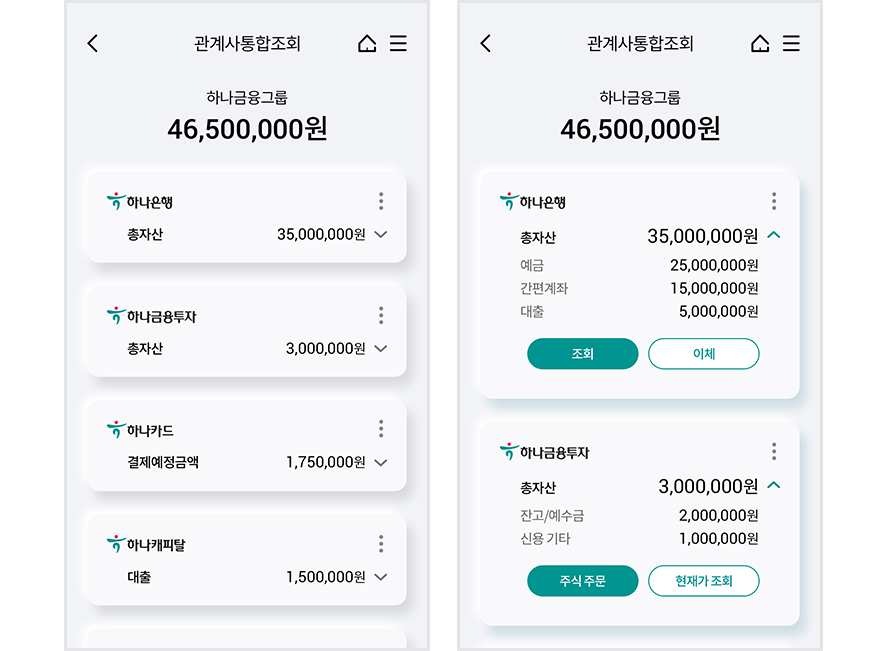 관계사통합조회
하나금융그룹
46,500,000원
하나은행
총자산 35,000,000원
하나금융투자
총자산 3,000,000원
하나카드
결제예정금액 1,750,000원
하나캐피탈
대출 1,500,000원
관계사통합조회
하나금융그룹
46,500,000원
하나은행
총자산 35,000,000원
예금 25,000,000원
간편계좌 15,000,000원
대출 5,000,000원
조회 이체
하나금융투자
총자산 3,000,000원
잔고/예수금 2,000,000원
신용 기타 1,000,000원
주식 주문 현재가 조회